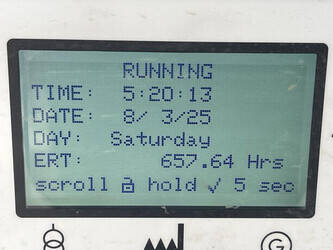 RUNNING
TIME: 5:20:13
DATE: 8/ 3/25
DAY: Saturday
ERT: 657.64 Hrs
scroll 🔒 hold ✓ 5 sec
G